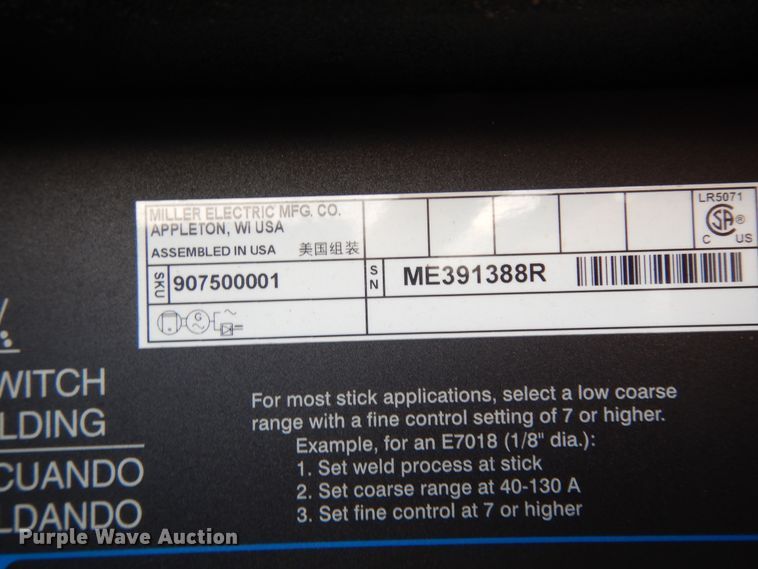 MILLER ELECTRIC MFG. CO.
APPLETON, WI USA
ASSEMBLED IN USA 美国组装
LR5071
CSA ®
C US
SKU 907500001
SN ME391388R
G
WITCH
LDING
CUANDO
LDANDO
For most stick applications, select a low coarse
range with a fine control setting of 7 or higher.
Example, for an E7018 (1/8" dia.):
1. Set weld process at stick
2. Set coarse range at 40-130 A
3. Set fine control at 7 or higher
Purple Wave Auction